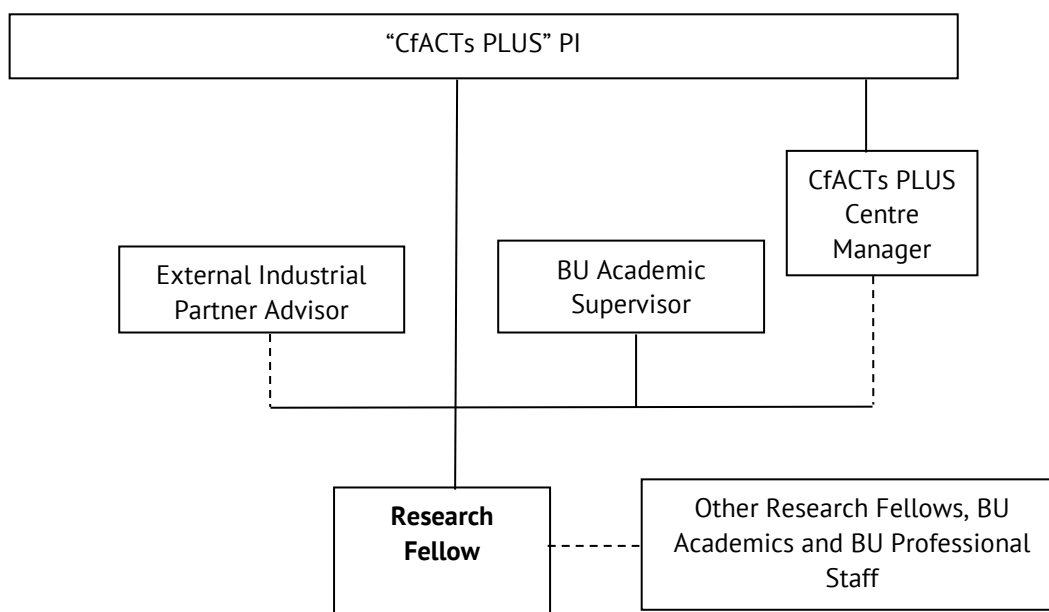 “CfACTs PLUS” PI
CfACTs PLUS
Centre
Manager
External Industrial
Partner Advisor
BU Academic
Supervisor
Research
Fellow
Other Research Fellows, BU
Academics and BU Professional
Staff